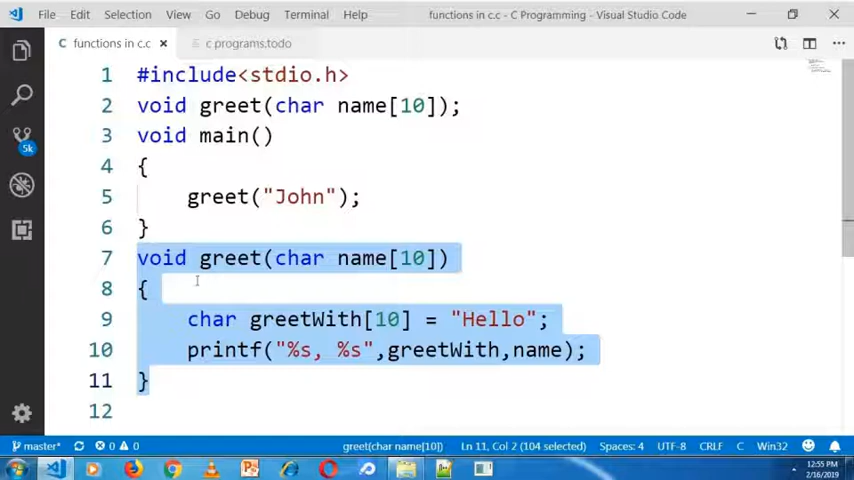 File Edit Selection View Go Debug Terminal Help functions in c.c - C Programming - Visual Studio Code
C functions in c.c × c programs.todo
1 #include<stdio.h>
2 void greet(char name[10]);
3 void main()
4 {
5 greet("John");
6 }
7 void greet(char name[10])
8 {
9 char greetWith[10] = "Hello";
10 printf("%s, %s",greetWith,name);
11 }
12
5k
master* 0 0 greet(char name[10]) Ln 11, Col 2 (104 selected) Spaces: 4 UTF-8 CRLF C Win32
12:55 PM
2/16/2019